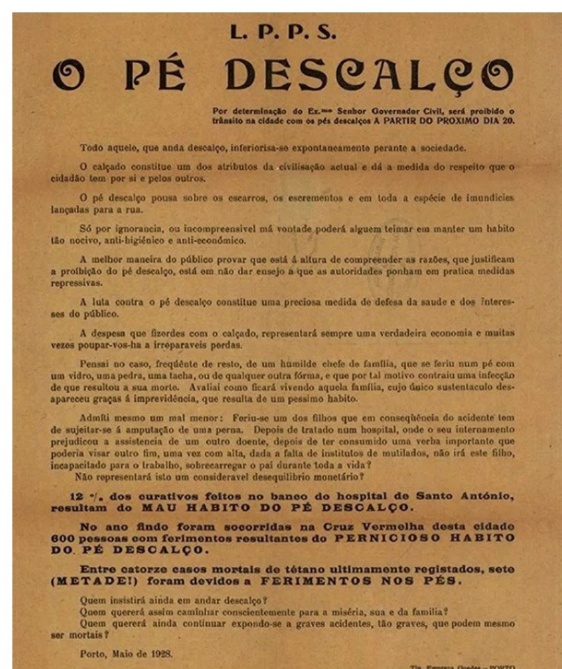 L. P. P. S.
O PÉ DESCALÇO
Por determinação do Ex.mo Senhor Governador Civil, será proibido o
trânsito na cidade com os pés descalços A PARTIR DO PROXIMO DIA 20.
Todo aquele, que anda descalço, inferiorisa-se expontaneamente perante a sociedade.
O calçado constitue um dos atributos da civilisação actual e dá a medida do respeito que o
cidadão tem por si e pelos outros.
O pé descalço pousa sobre os escarros, os escrementos e em toda a espécie de imundicies
lançadas para a rua.
Só por ignorancia, ou incompreensivel má vontade poderá alguem teimar em manter um habito
tão nocivo, anti-higiénico e anti-económico.
A melhor maneira do público provar que está á altura de compreender as razões, que justificam
a proíbição do pé descalço, está em não dar ensejo a que as autoridades ponham em pratica medidas
repressivas.
A luta contra o pé descalço constitue uma preciosa medida de defesa da saude e dos interes-
ses do público.
A despesa que fizerdes com o calçado, representará sempre uma verdadeira economia e muitas
vezes poupar-vos-ha a irreparaveis perdas.
Pensai no caso, freqüente de resto, de um humilde chefe de família, que se feriu num pé com
um vidro, uma pedra, uma tacha, ou de qualquer outra fórma, e que por tal motivo contraiu uma infecção
de que resultou a sua morte. Avaliai como ficará vivendo aquela família, cujo único sustentaculo des-
apareceu graças á imprevidência, que resulta de um pessimo habito.
Admiti mesmo um mal menor: Feriu-se um dos filhos que em conseqüência do acidente tem
de sujeitar-se á amputação de uma perna. Depois de tratado num hospital, onde o seu internamento
prejudicou a assistencia de um outro doente, depois de ter consumido uma verba importante que
poderia visar outro fim, uma vez com alta, dada a falta de institutos de mutilados, não irá este filho,
incapacitado para o trabalho, sobrecarregar o pai durante toda a vida?
Não representará isto um consideravel desequilibrio monetário?
12 % dos curativos feitos no banco do hospital de Santo António,
resultam do MAU HABITO DO PÉ DESCALÇO.
No ano findo foram socorridas na Cruz Vermelha desta cidade
600 pessoas com ferimentos resultantes do PERNICIOSO HABITO
DO PÉ DESCALÇO.
Entre catorze casos mortais de tétano ultimamente registados, sete
(METADE!) foram devidos a FERIMENTOS NOS PÉS.
Quem insistirá ainda em andar descalço?
Quem quererá assim caminhar conscientemente para a miséria, sua e da familia?
Quem quererá ainda continuar expondo-se a graves acidentes, tão graves, que podem mesmo
ser mortais?
Porto, Maio de 1928.
Tip. Empresa Guedes — PORTO